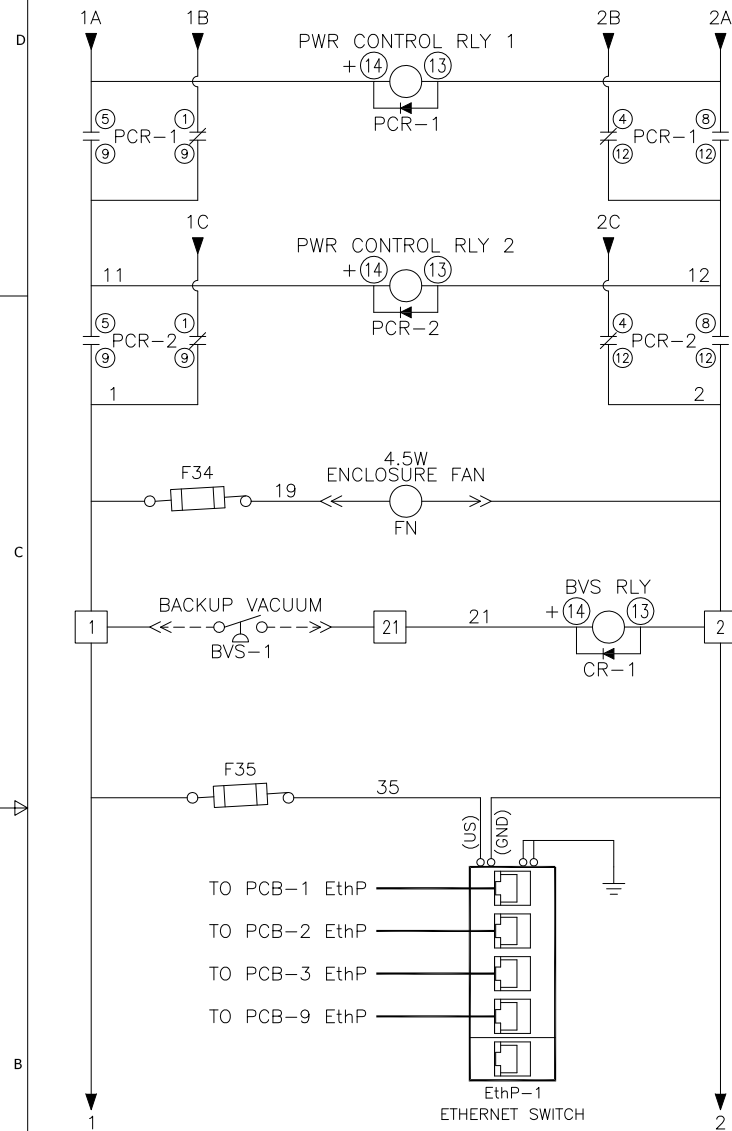 1A 1B 2B 2A
D
PWR CONTROL RLY 1
+ 14 13
PCR-1
5 PCR-1 1
9 9
4 PCR-1 8
12 12
1C 2C
PWR CONTROL RLY 2
11 + 14 13 12
PCR-2
5 PCR-2 1
9 9
4 PCR-2 8
12 12
1 2
4.5W
ENCLOSURE FAN
F34
19
FN
C
BACKUP VACUUM
BVS RLY
1 21 21 + 14 13 2
BVS-1
CR-1
F35
35
(US) (GND)
TO PCB-1 EthP
TO PCB-2 EthP
TO PCB-3 EthP
TO PCB-9 EthP
B
EthP-1
ETHERNET SWITCH
1 2